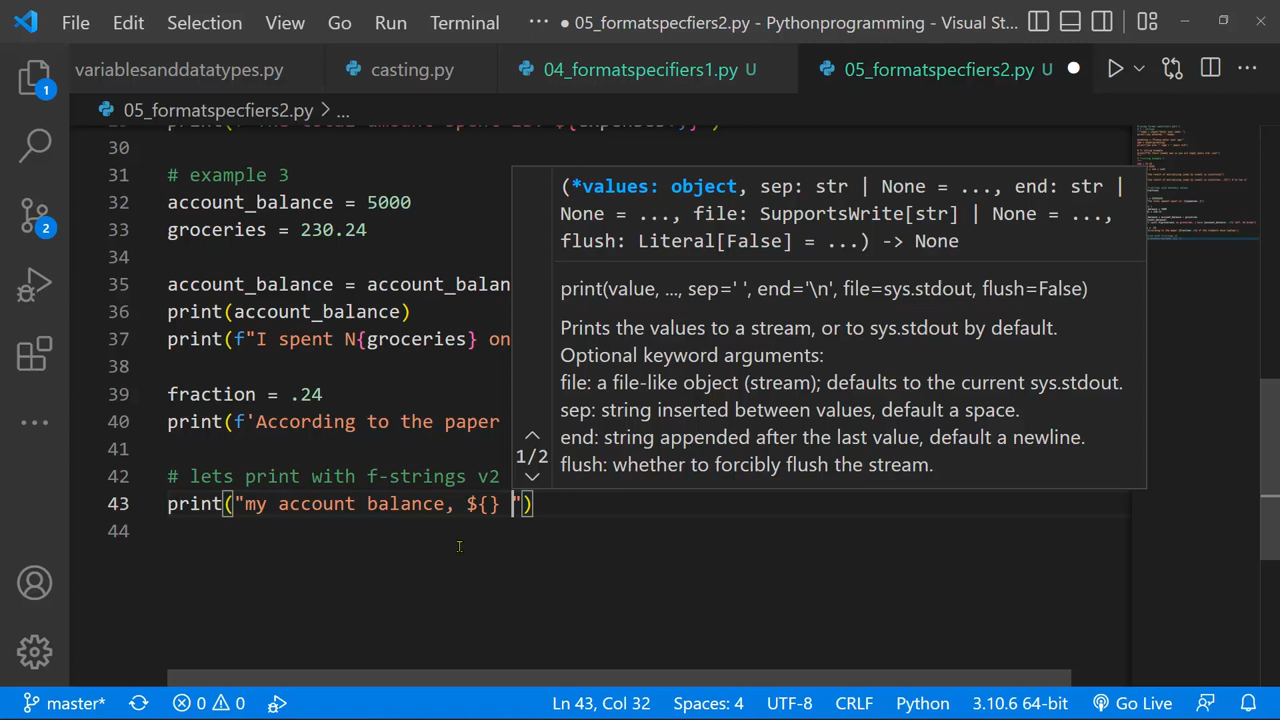 File Edit Selection View Go Run Terminal ··· ● 05_formatspecfiers2.py - Pythonprogramming - Visual St...
variablesanddatatypes.py casting.py 04_formatspecifiers1.py U 05_formatspecfiers2.py U
1
05_formatspecfiers2.py > ...
30
31 # example 3
32 account_balance = 5000
33 groceries = 230.24
34
35 account_balance = account_balan
36 print(account_balance)
37 print(f"I spent N{groceries} on
38
39 fraction = .24
40 print(f'According to the paper
41
42 # lets print with f-strings v2
43 print("my account balance, ${} ")
44
(*values: object, sep: str | None = ..., end: str |
None = ..., file: SupportsWrite[str] | None = ...,
flush: Literal[False] = ...) -> None
print(value, ..., sep=' ', end='\n', file=sys.stdout, flush=False)
Prints the values to a stream, or to sys.stdout by default.
Optional keyword arguments:
file: a file-like object (stream); defaults to the current sys.stdout.
sep: string inserted between values, default a space.
end: string appended after the last value, default a newline.
flush: whether to forcibly flush the stream.
1/2
2
master* 0 0 Ln 43, Col 32 Spaces: 4 UTF-8 CRLF Python 3.10.6 64-bit Go Live